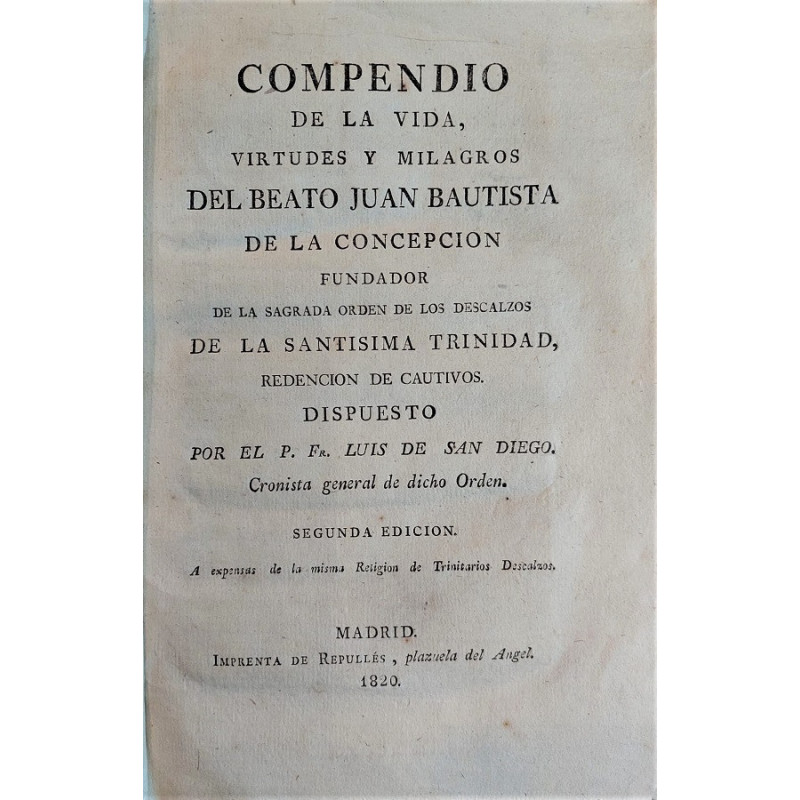 COMPENDIO
DE LA VIDA,
VIRTUDES Y MILAGROS
DEL BEATO JUAN BAUTISTA
DE LA CONCEPCION
FUNDADOR
DE LA SAGRADA ORDEN DE LOS DESCALZOS
DE LA SANTISIMA TRINIDAD,
REDENCION DE CAUTIVOS.
DISPUESTO
POR EL P. FR. LUIS DE SAN DIEGO.
Cronista general de dicho Orden.
SEGUNDA EDICION.
A expensas de la misma Religion de Trinitarios Descalzos.
MADRID.
IMPRENTA DE REPULLÉS, plazuela del Angel.
1820.